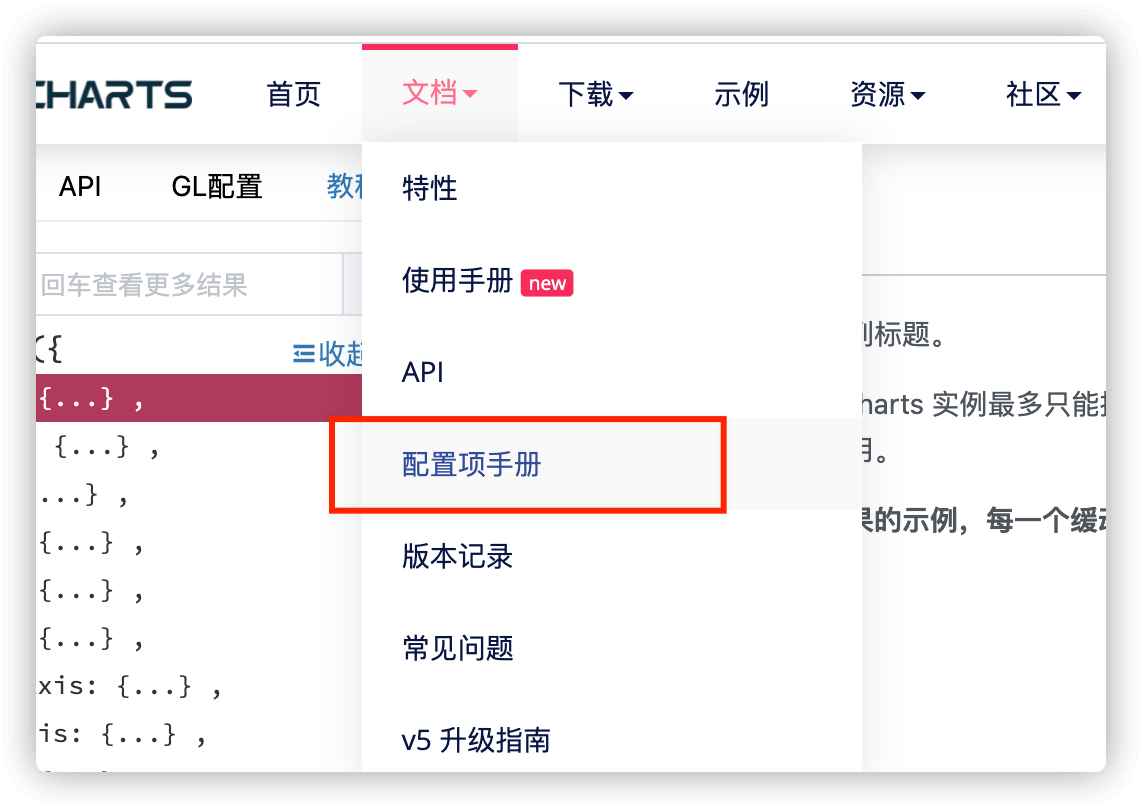 CHARTS 首页 文档 下载 示例 资源 社区
API GL配置 教程
特性
使用手册 new
回车查看更多结果
列标题。
({ 收起
API
{...} ,
harts 实例最多只能
{...} ,
配置项手册
用。
...} ,
果的示例，每一个缓动
{...} ,
版本记录
{...} ,
{...} ,
常见问题
xis: {...} ,
is: {...} ,
v5 升级指南